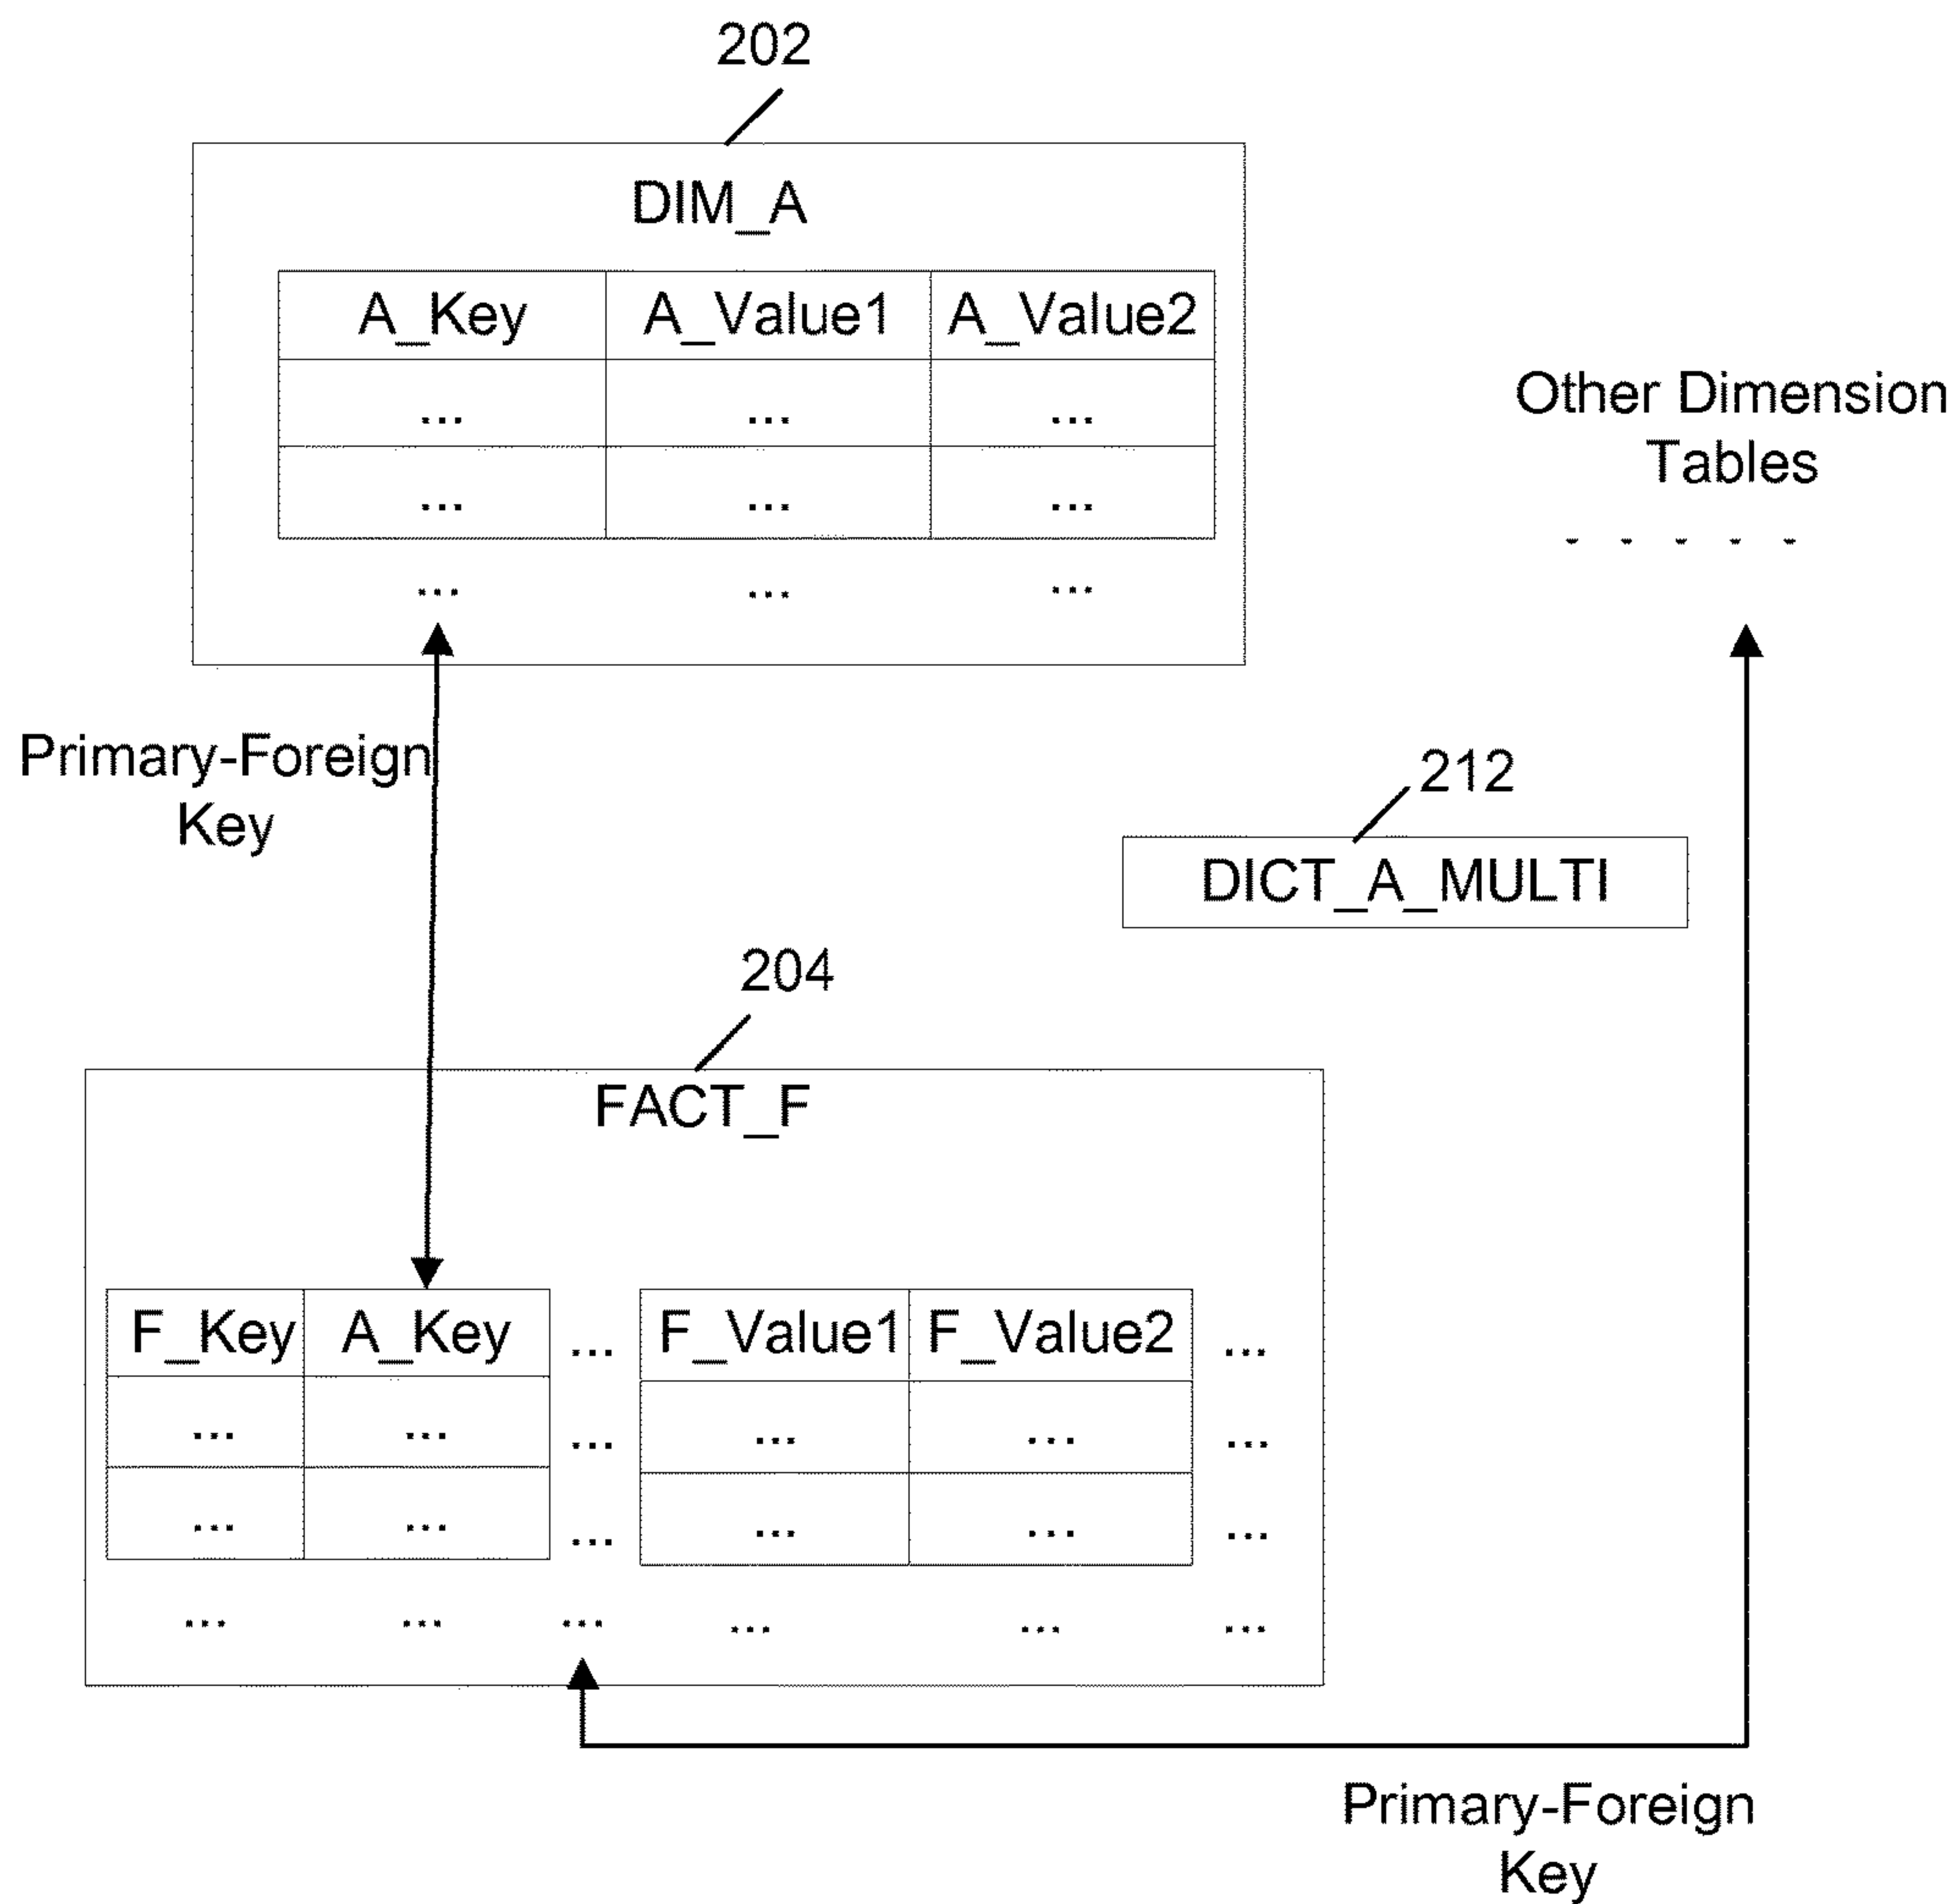 202
DIM_A
A_Key A_Value1 A_Value2
... ... ...
... ... ...
... ... ...
Other Dimension
Tables
- - - - -
Primary-Foreign
Key
212
DICT_A_MULTI
204
FACT_F
F_Key A_Key ... F_Value1 F_Value2 ...
... ... ... ... ... ...
... ... ... ... ... ...
... ... ... ... ... ...
Primary-Foreign
Key